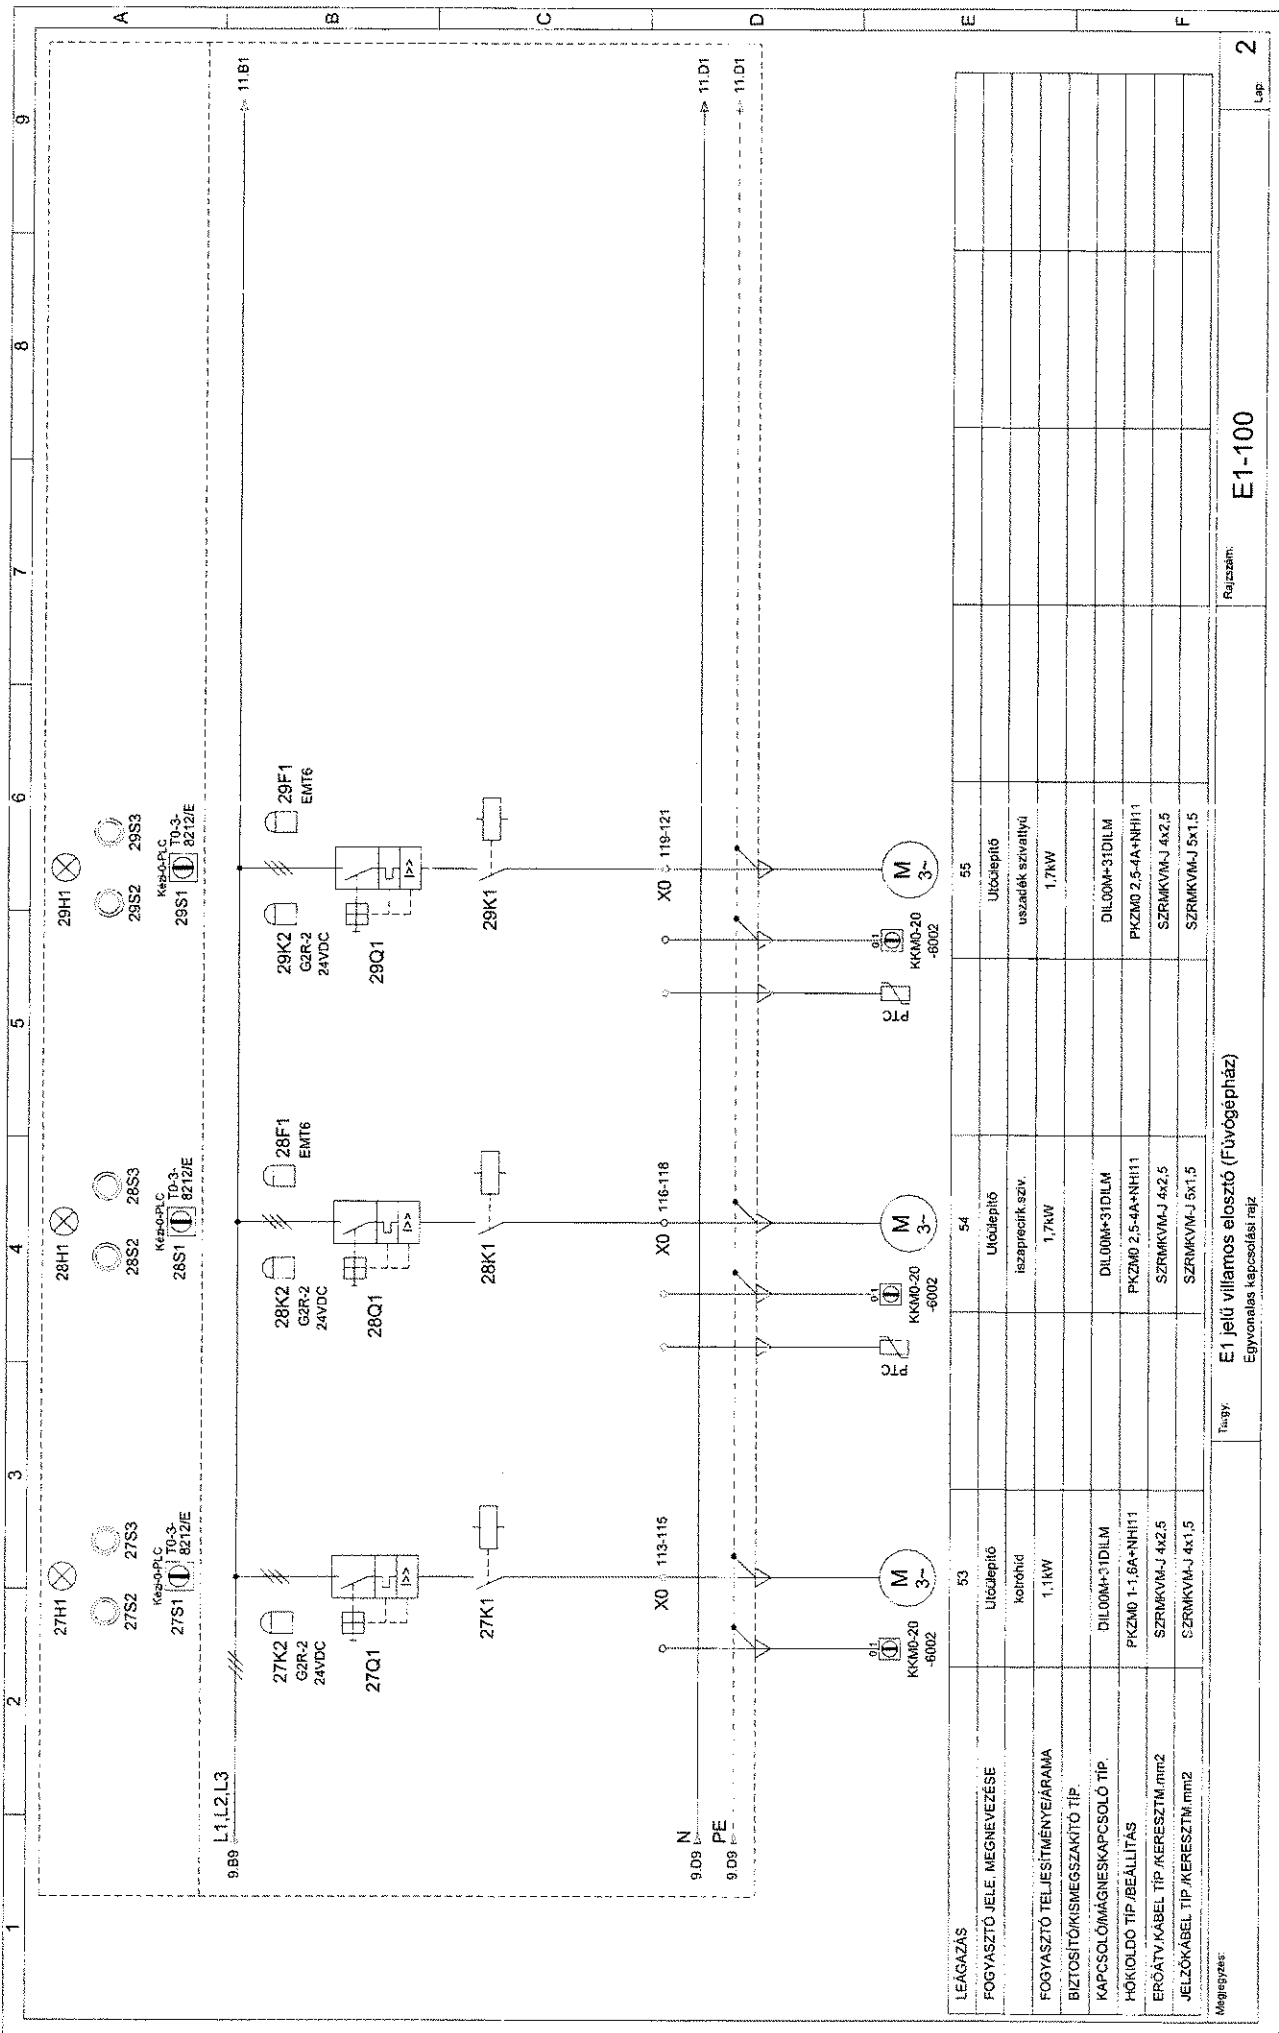 1
2
3
4
5
6
7
8
9
A
B
C
D
E
F
27H1
27S2
27S3
Kézi-0-PLC
27S1
T0-3-
8212/E
28H1
28S2
28S3
Kézi-0-PLC
28S1
T0-3-
8212/E
29H1
29S2
29S3
Kézi-0-PLC
29S1
T0-3-
8212/E
9.B9
L1,L2,L3
11.B1
27K2
G2R-2
24VDC
27Q1
I>>
28K2
G2R-2
24VDC
28F1
EMT6
28Q1
I>>
29K2
G2R-2
24VDC
29F1
EMT6
29Q1
I>>
27K1
28K1
29K1
X0
113-115
X0
116-118
X0
119-121
9.D9
N
11.D1
9.D9
PE
11.D1
0 1
KKM0-20
-6002
M
3~
PTC
0 1
KKM0-20
-6002
M
3~
PTC
0 1
KKM0-20
-6002
M
3~
LEÁGAZÁS 53 54 55
FOGYASZTÓ JELE, MEGNEVEZÉSE Utóülepítő Utóülepítő Utóülepítő
kotróhíd iszaprecirk.sziv. uszadék szivattyú
FOGYASZTÓ TELJESÍTMÉNYE/ÁRAMA 1,1kW 1,7kW 1,7kW
BIZTOSÍTÓ/KISMEGSZAKÍTÓ TÍP.
KAPCSOLÓ/MÁGNESKAPCSOLÓ TÍP. DIL00M+31DILM DIL00M+31DILM DIL00M+31DILM
HŐKIOLDÓ TÍP./BEÁLLÍTÁS PKZM0 1-1,6A+NHI11 PKZM0 2,5-4A+NHI11 PKZM0 2,5-4A+NHI11
ERŐÁTV.KÁBEL TÍP./KERESZTM.mm2 SZRMKVM-J 4x2,5 SZRMKVM-J 4x2,5 SZRMKVM-J 4x2,5
JELZŐKÁBEL TÍP./KERESZTM.mm2 SZRMKVM-J 4x1,5 SZRMKVM-J 5x1,5 SZRMKVM-J 5x1,5
Megjegyzés:
Tárgy:
E1 jelű villamos elosztó (Fúvógépház)
Egyvonalas kapcsolási rajz
Rajzszám:
E1-100
Lap:
2